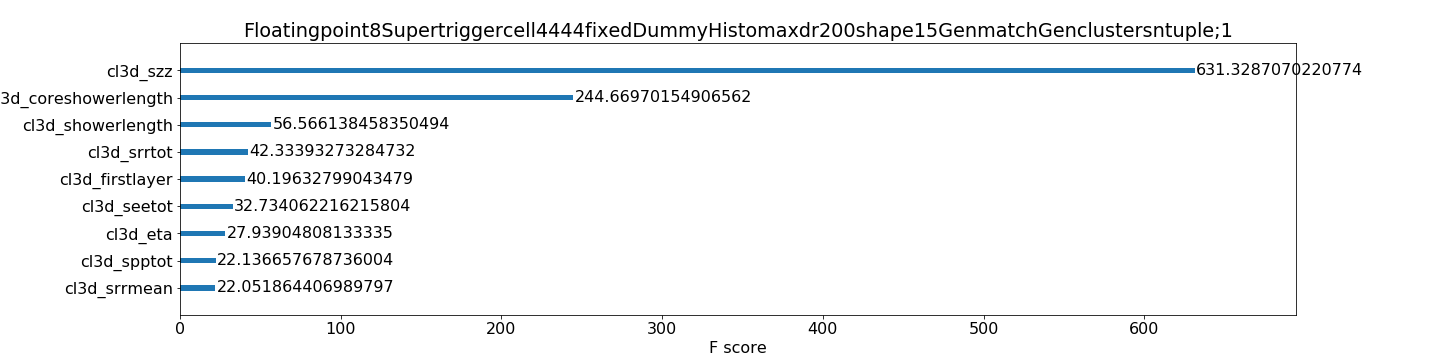 Floatingpoint8Supertriggercell4444fixedDummyHistomaxdr200shape15GenmatchGenclustersntuple;1
cl3d_szz 631.3287070220774
3d_coreshowerlength 244.66970154906562
cl3d_showerlength 56.566138458350494
cl3d_srrtot 42.33393273284732
cl3d_firstlayer 40.19632799043479
cl3d_seetot 32.734062216215804
cl3d_eta 27.93904808133335
cl3d_spptot 22.136657678736004
cl3d_srrmean 22.051864406989797
0 100 200 300 400 500 600
F score